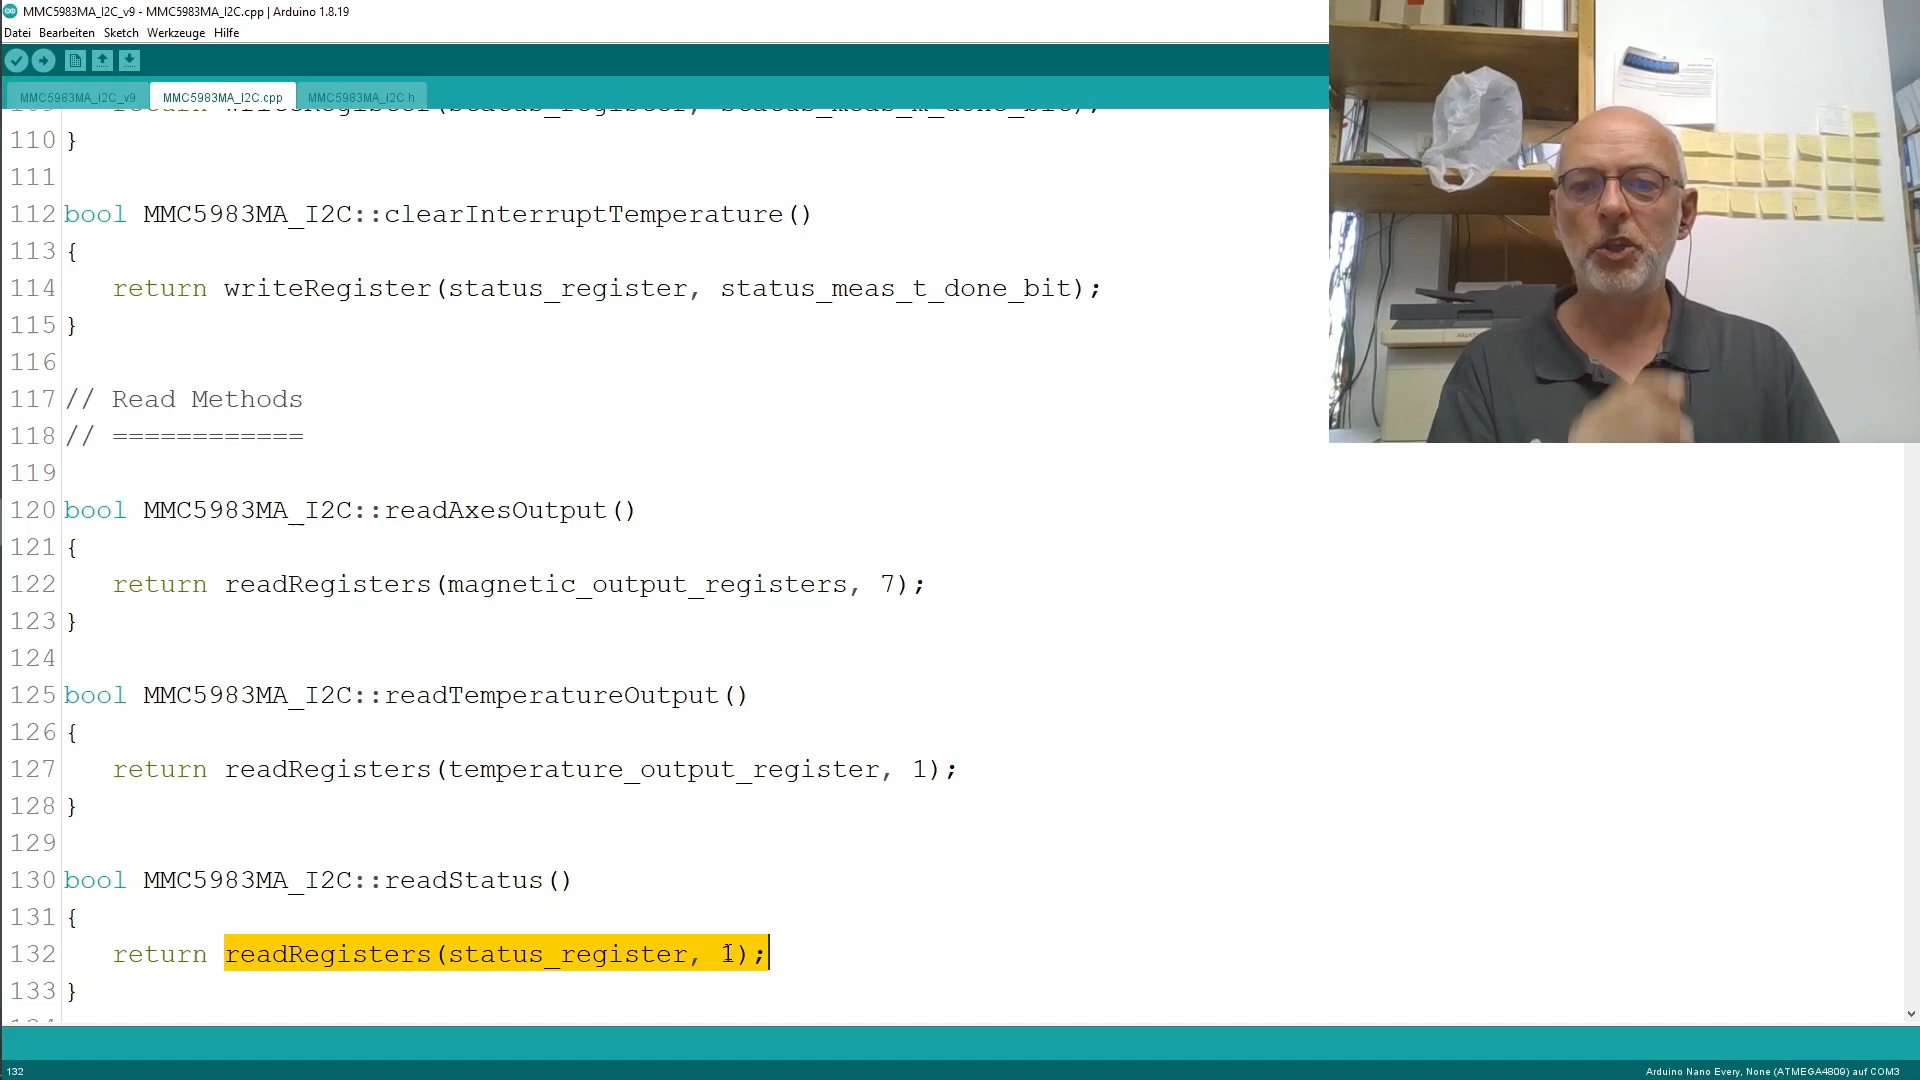 MMC5983MA_I2C_v9 - MMC5983MA_I2C.cpp | Arduino 1.8.19
Datei Bearbeiten Sketch Werkzeuge Hilfe
MMC5983MA_I2C_v9 MMC5983MA_I2C.cpp MMC5983MA_I2C.h
110 }
111
112 bool MMC5983MA_I2C::clearInterruptTemperature()
113 {
114 return writeRegister(status_register, status_meas_t_done_bit);
115 }
116
117 // Read Methods
118 // ============
119
120 bool MMC5983MA_I2C::readAxesOutput()
121 {
122 return readRegisters(magnetic_output_registers, 7);
123 }
124
125 bool MMC5983MA_I2C::readTemperatureOutput()
126 {
127 return readRegisters(temperature_output_register, 1);
128 }
129
130 bool MMC5983MA_I2C::readStatus()
131 {
132 return readRegisters(status_register, 1);
133 }
132 Arduino Nano Every, None (ATMEGA4809) auf COM3